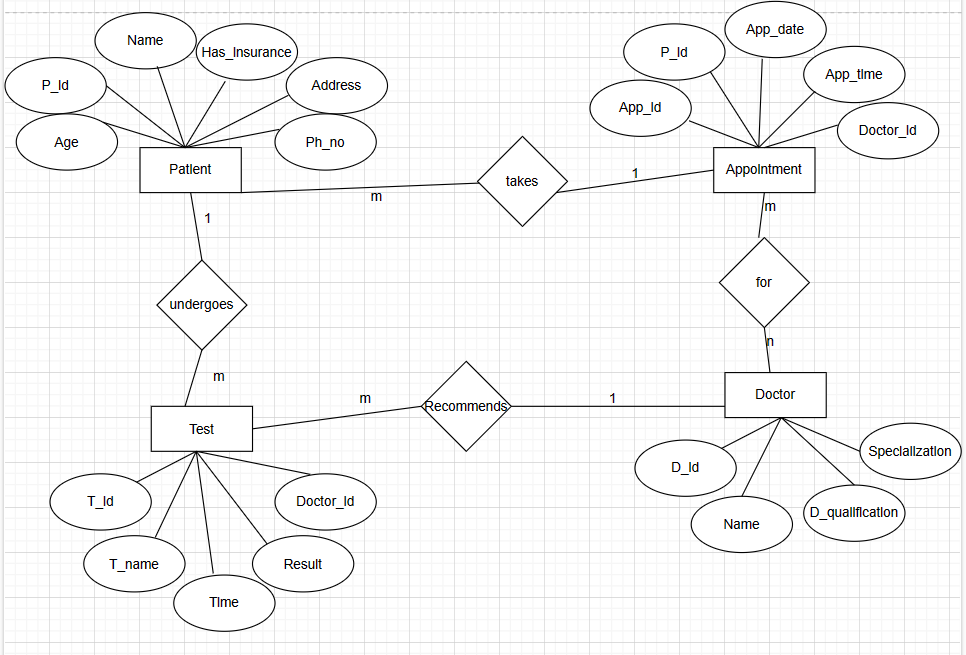 App_date
Name
Has_Insurance
P_Id
App_time
P_Id
Address
App_Id
Doctor_Id
Age
Ph_no
Patient
takes
1
Appointment
m
m
1
for
undergoes
n
m
Doctor
m
Recommends
1
Test
Specialization
D_Id
T_Id
Doctor_Id
D_qualification
Name
T_name
Result
Time